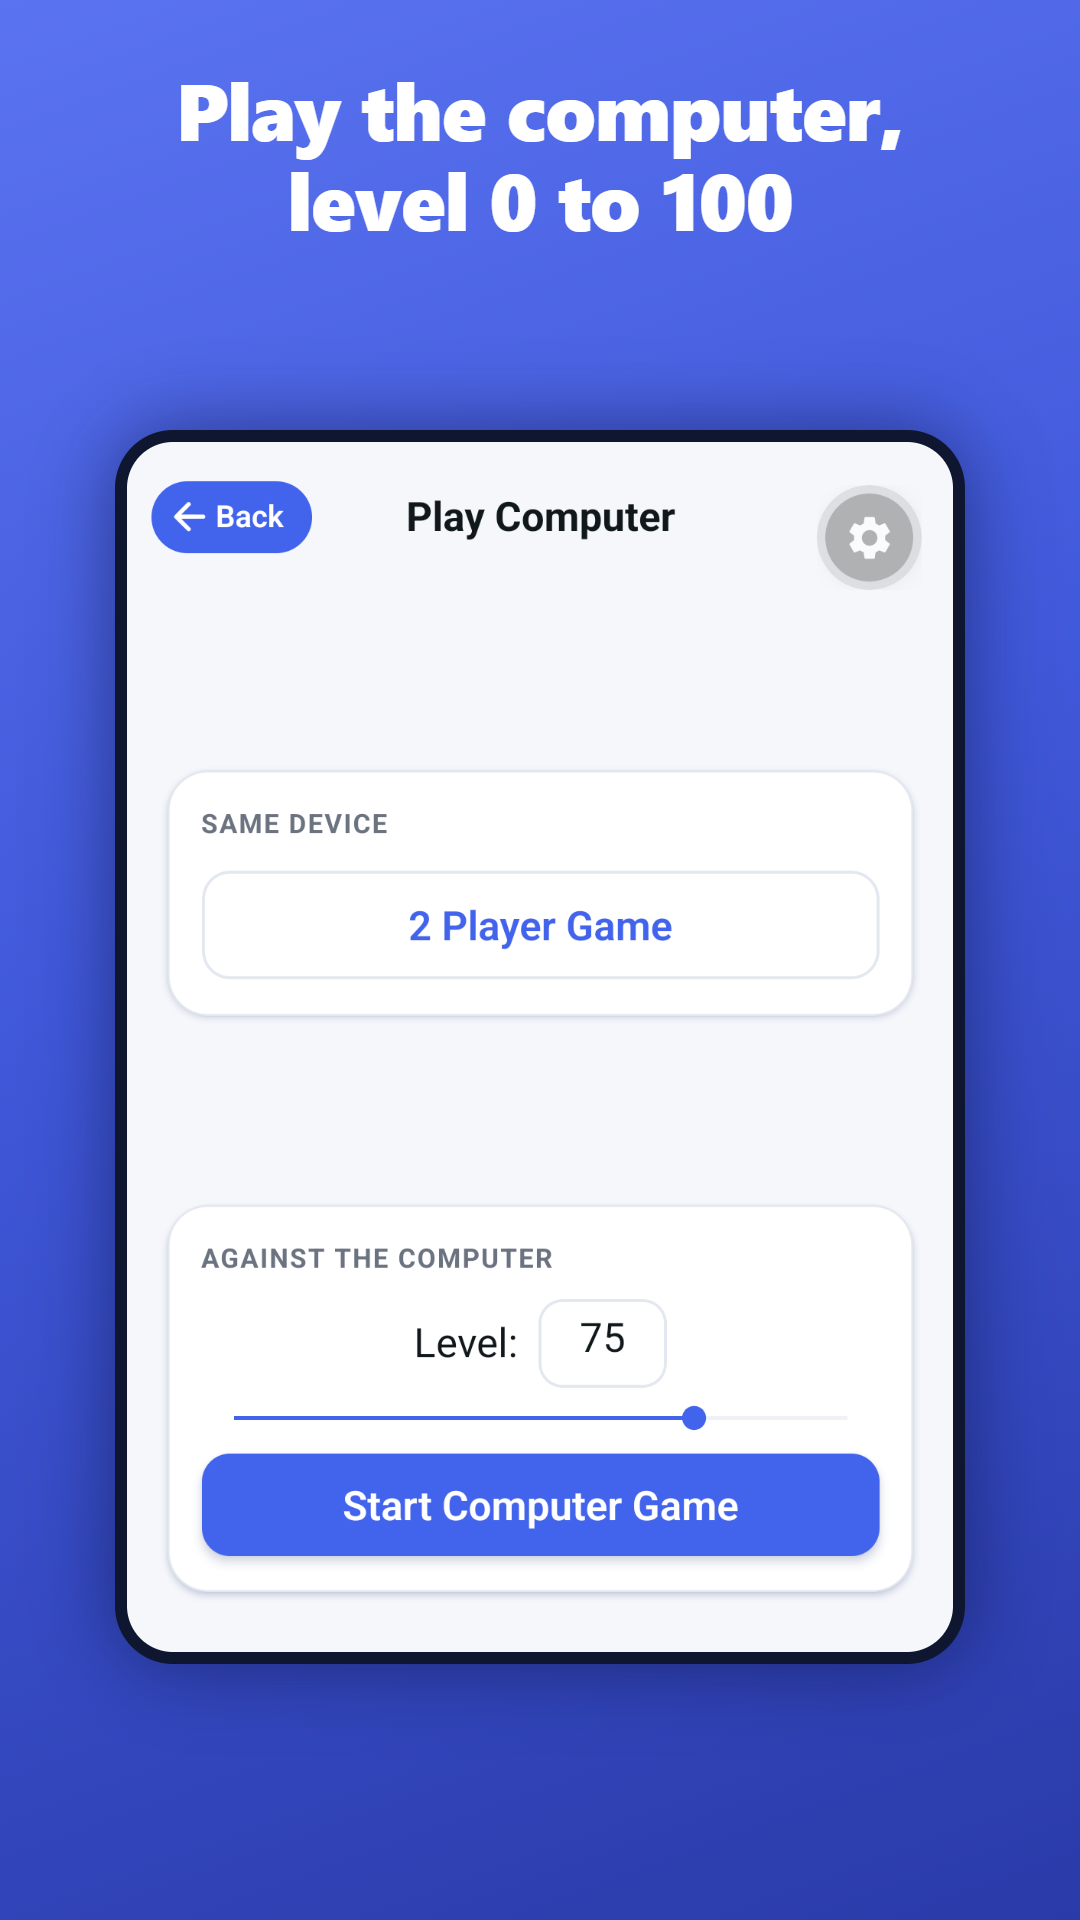 Play the computer,
level 0 to 100
Back
Play Computer
SAME DEVICE
2 Player Game
AGAINST THE COMPUTER
Level: 75
Start Computer Game